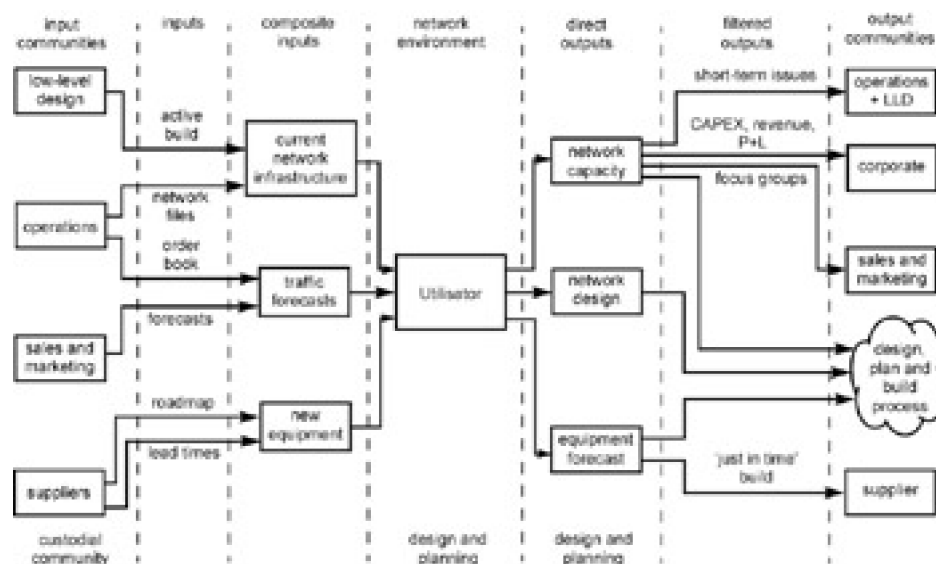 input
communities
inputs
composite
inputs
network
environment
direct
outputs
filtered
outputs
output
communities
low-level
design
active
build
current
network
infrastructure
operations
network
files
order
book
traffic
forecasts
sales and
marketing
forecasts
roadmap
new
equipment
lead times
suppliers
custodial
community
Utilisator
design and
planning
network
capacity
network
design
equipment
forecast
design and
planning
short-term issues
CAPEX, revenue,
P+L
focus groups
'just in time'
build
operations
+ LLD
corporate
sales and
marketing
design,
plan and
build
process
supplier